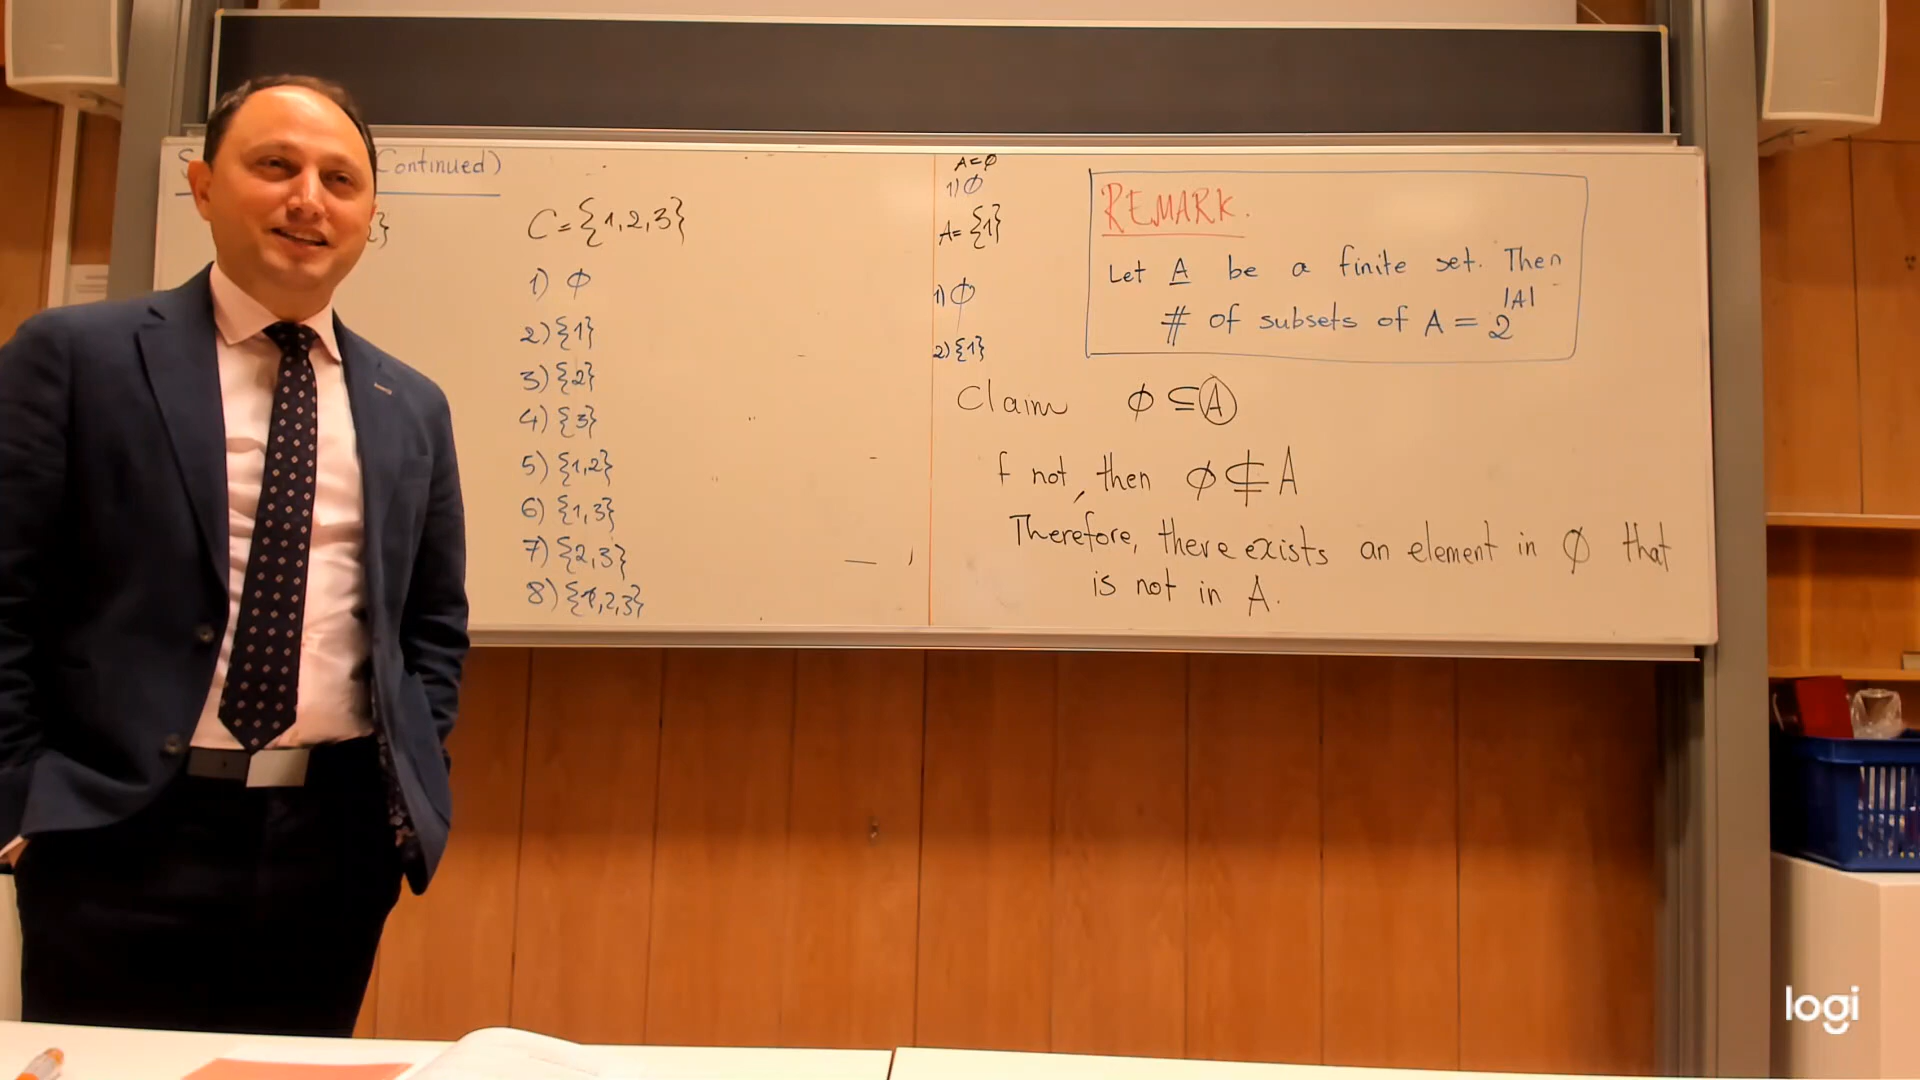 Continued)
2}
C = {1,2,3}
1) ϕ
2) {1}
3) {2}
4) {3}
5) {1,2}
6) {1,3}
7) {2,3}
8) {1,2,3}
A = ϕ
1) ϕ
A = {1}
1) ϕ
2) {1}
REMARK.
Let A be a finite set. Then
# of subsets of A = 2^|A|
Claim ϕ ⊆ A
f not, then ϕ ⊈ A
Therefore, there exists an element in ϕ that
is not in A.
logi